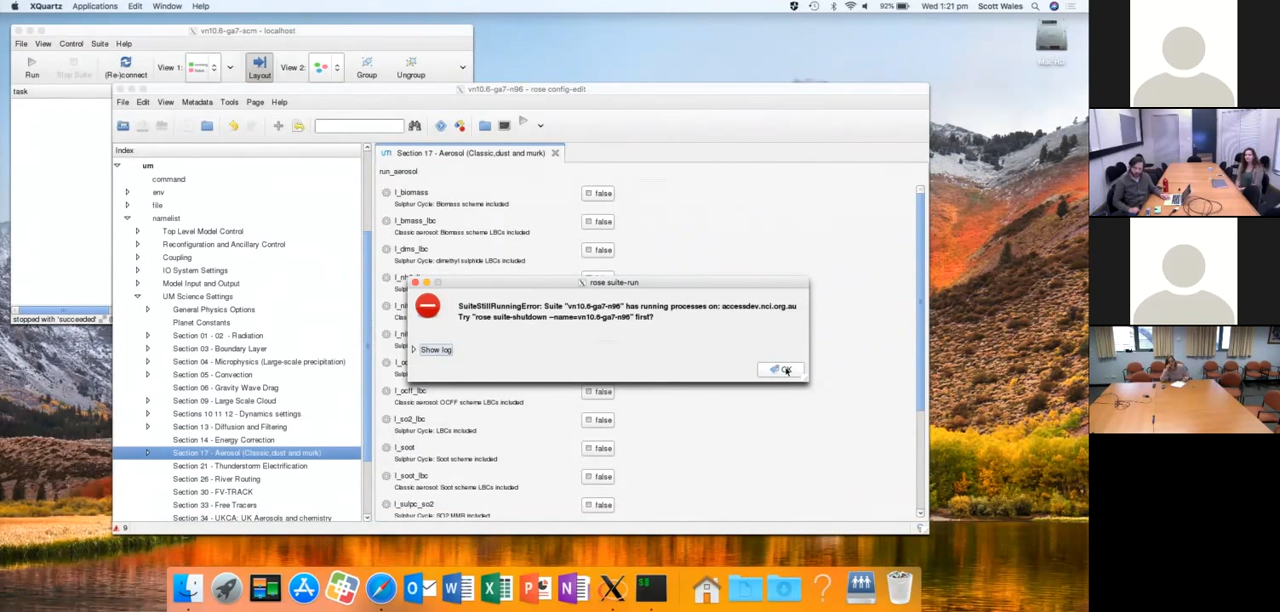 XQuartz Applications Edit Window Help
92% Wed 1:21 pm Scott Wales
vn10.6-ga7-scm - localhost
File View Control Suite Help
Run Stop Suite (Re-)connect View 1: Layout View 2: Group Ungroup
task
stopped with 'succeeded'
vn10.6-ga7-n96 - rose config-edit
File Edit View Metadata Tools Page Help
Index
um
command
env
file
namelist
Top Level Model Control
Reconfiguration and Ancillary Control
Coupling
IO System Settings
Model Input and Output
UM Science Settings
General Physics Options
Planet Constants
Section 01 - 02 - Radiation
Section 03 - Boundary Layer
Section 04 - Microphysics (Large-scale precipitation)
Section 05 - Convection
Section 06 - Gravity Wave Drag
Section 09 - Large Scale Cloud
Sections 10 11 12 - Dynamics settings
Section 13 - Diffusion and Filtering
Section 14 - Energy Correction
Section 17 - Aerosol (Classic,dust and murk)
Section 21 - Thunderstorm Electrification
Section 26 - River Routing
Section 30 - FV-TRACK
Section 33 - Free Tracers
Section 34 - UKCA: UK Aerosols and chemistry
9
um Section 17 - Aerosol (Classic,dust and murk)
run_aerosol
l_biomass false
Sulphur Cycle: Biomass scheme included
l_bmass_lbc false
Classic aerosol: Biomass scheme LBCs included
l_dms_lbc false
Sulphur Cycle: dimethyl sulphide LBCs included
rose suite-run
SuiteStillRunningError: Suite "vn10.6-ga7-n96" has running processes on: accessdev.nci.org.au
Try "rose suite-shutdown --name=vn10.6-ga7-n96" first?
Show log
OK
l_ocff_lbc false
Classic aerosol: OCFF scheme LBCs included
l_so2_lbc false
Sulphur Cycle: LBCs included
l_soot false
Sulphur Cycle: Soot scheme included
l_soot_lbc false
Classic aerosol: Soot scheme LBCs included
l_sulpc_so2 false
Sulphur Cycle: SO2 MMR included